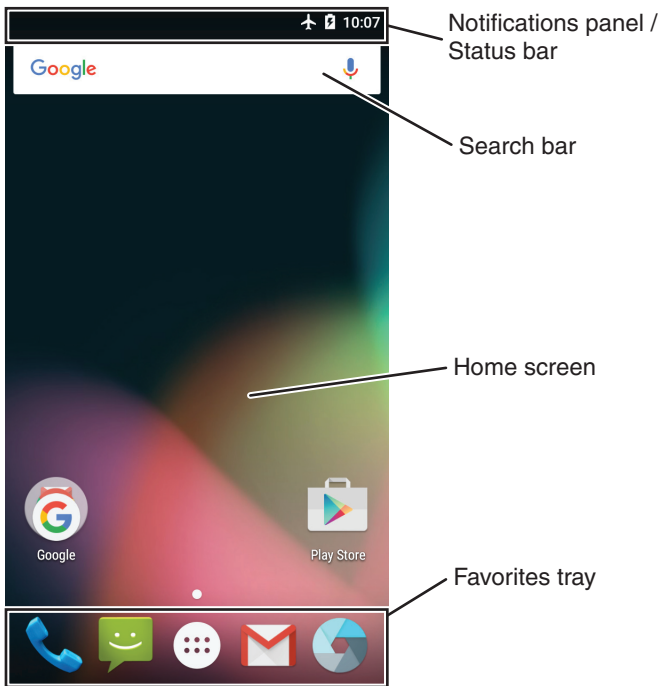 10:07
Notifications panel /
Status bar
Google
Search bar
Home screen
G
Google
Play Store
Favorites tray